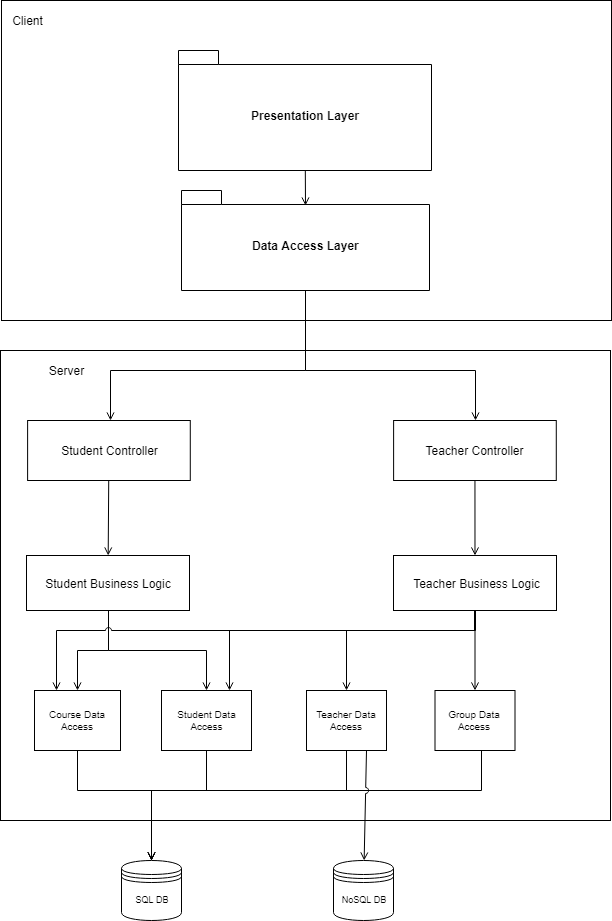 Client
Presentation Layer
Data Access Layer
Server
Student Controller
Teacher Controller
Student Business Logic
Teacher Business Logic
Course Data
Access
Student Data
Access
Teacher Data
Access
Group Data
Access
SQL DB
NoSQL DB